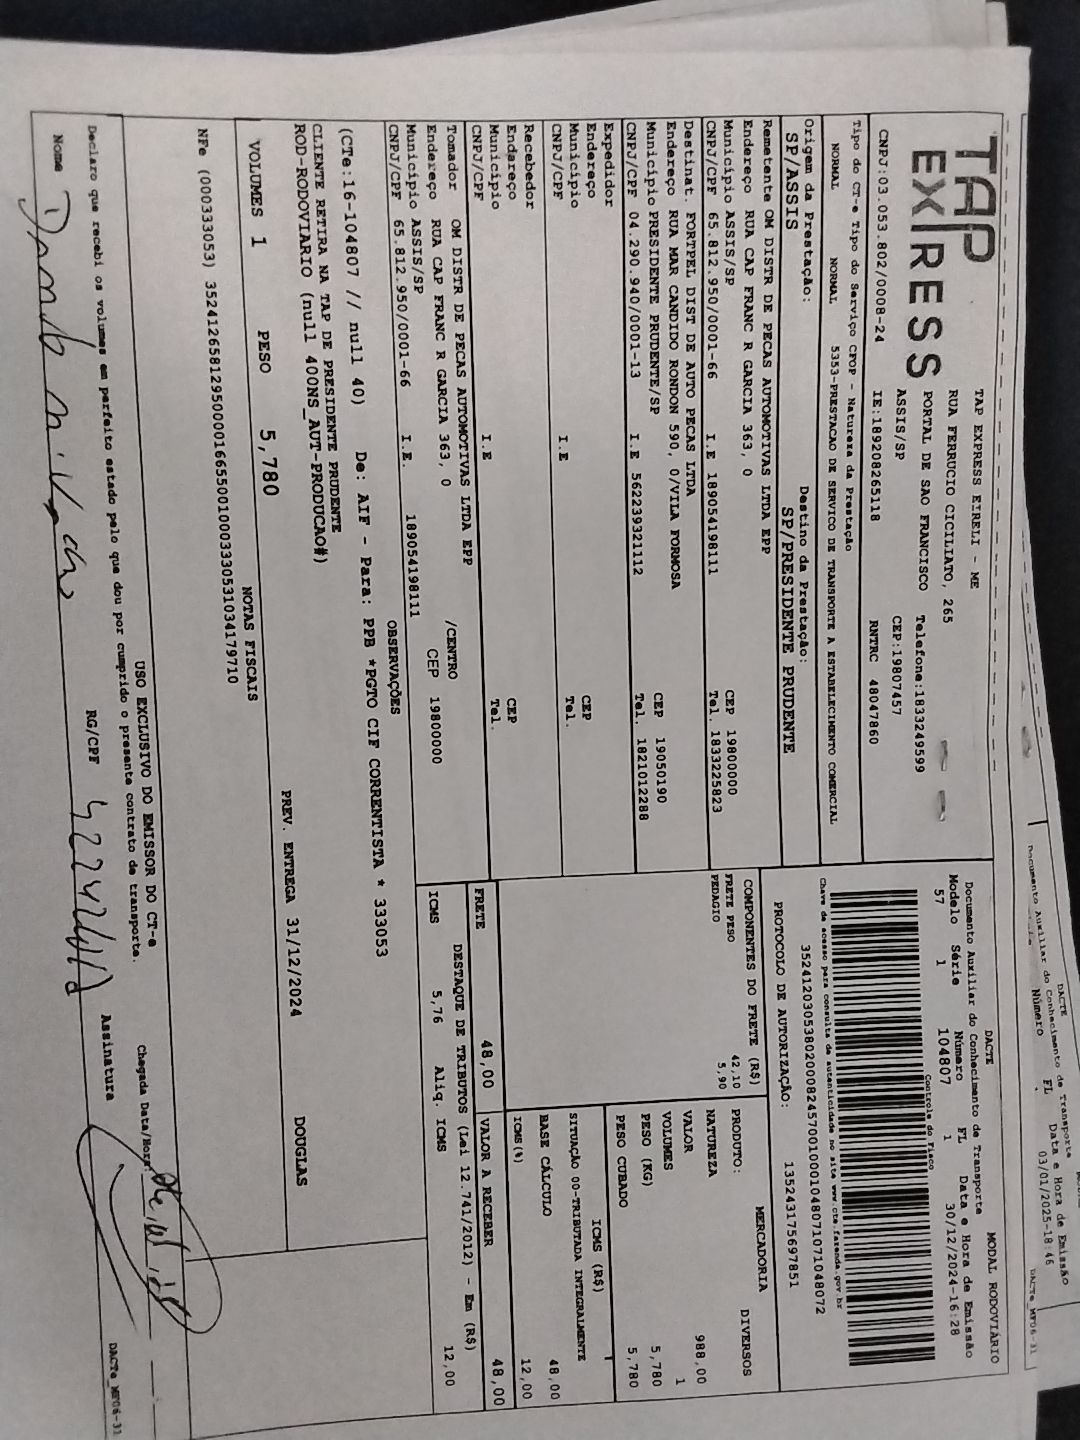 TAP
EXPRESS
TAP EXPRESS EIRELI - ME
RUA FERRUCIO CICILIATO, 265
PORTAL DE SAO FRANCISCO Telefone:1833249599
ASSIS/SP CEP:19807457
CNPJ:03.053.802/0008-24 IE:189208265118 RNTRC 48047860
Tipo do CT-e Tipo do Serviço CFOP - Natureza da Prestação
NORMAL NORMAL 5353-PRESTACAO DE SERVICO DE TRANSPORTE A ESTABELECIMENTO COMERCIAL
Origem da Prestação: Destino da Prestação:
SP/ASSIS SP/PRESIDENTE PRUDENTE
Remetente OM DISTR DE PECAS AUTOMOTIVAS LTDA EPP
Endereço RUA CAP FRANC R GARCIA 363, 0
Município ASSIS/SP CEP 19800000
CNPJ/CPF 65.812.950/0001-66 I.E 189054198111 Tel. 1833225823
Destinat. FORTPEL DIST DE AUTO PECAS LTDA
Endereço RUA MAR CANDIDO RONDON 590, 0/VILA FORMOSA
Município PRESIDENTE PRUDENTE/SP CEP 19050190
CNPJ/CPF 04.290.940/0001-13 I.E 562239321112 Tel. 1821012288
Expedidor
Endereço
Município CEP
CNPJ/CPF I.E Tel.
Recebedor
Endereço
Município CEP
CNPJ/CPF I.E Tel.
Tomador OM DISTR DE PECAS AUTOMOTIVAS LTDA EPP
Endereço RUA CAP FRANC R GARCIA 363, 0 /CENTRO
Município ASSIS/SP CEP 19800000
CNPJ/CPF 65.812.950/0001-66 I.E. 189054198111
DACTE MODAL RODOVIÁRIO
Documento Auxiliar do Conhecimento de Transporte
Modelo Série Número FL Data e Hora de Emissão
57 1 104807 1 30/12/2024-16:28
Controle do Fisco
Chave de acesso para consulta de autenticidade no site www.cte.fazenda.gov.br
35241203053802000824570010001048071071048072
PROTOCOLO DE AUTORIZAÇÃO: 135243175697851
COMPONENTES DO FRETE (R$)
FRETE PESO 42,10
PEDAGIO 5,90
MERCADORIA
PRODUTO: DIVERSOS
NATUREZA
VALOR 988,00
VOLUMES 1
PESO (KG) 5,780
PESO CUBADO 5,780
ICMS (R$)
SITUAÇÃO 00-TRIBUTADA INTEGRALMENTE
BASE CÁLCULO 48,00
ICMS(%) 12,00
FRETE 48,00 VALOR A RECEBER 48,00
DESTAQUE DE TRIBUTOS (Lei 12.741/2012) - Em (R$)
ICMS 5,76 Aliq. ICMS 12,00
OBSERVAÇÕES
(CTe:16-104807 // null 40) De: AIF - Para: PPB *PGTO CIF CORRENTISTA * 333053
CLIENTE RETIRA NA TAP DE PRESIDENTE PRUDENTE
ROD-RODOVIARIO (null 400NS_AUT-PRODUCAO#)
VOLUMES 1 PESO 5,780 PREV. ENTREGA 31/12/2024 DOUGLAS
NOTAS FISCAIS
NFe (000333053) 35241265812950000166550010003330531034179710
USO EXCLUSIVO DO EMISSOR DO CT-e
Declaro que recebi os volumes em perfeito estado pelo que dou por cumprido o presente contrato de transporte.
Chegada Data/Hora:
Nome RG/CPF Assinatura
DACTe_MF06-31
DACTE
Documento Auxiliar do Conhecimento de Transporte
Número FL Data e Hora de Emissão
03/01/2025-18:46
DACTe_MF06-31